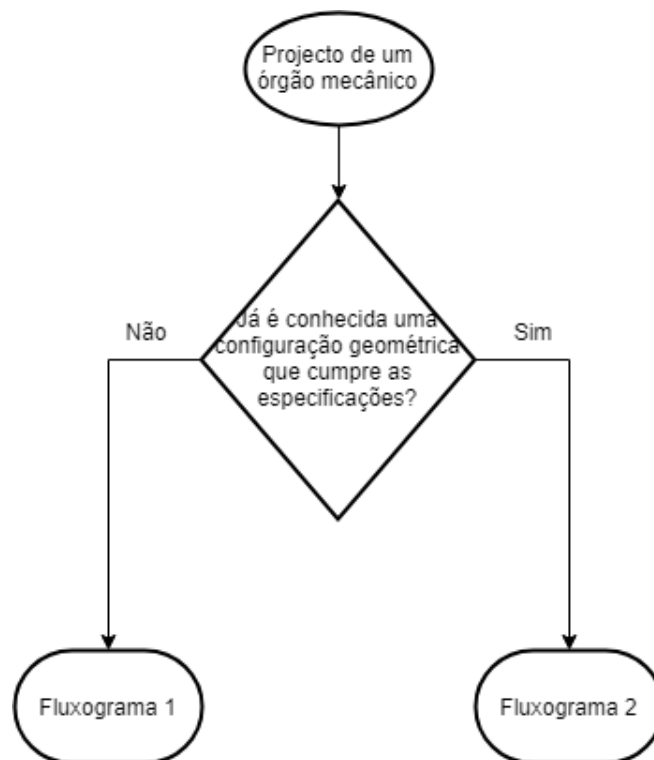 Projecto de um
órgão mecânico
Já é conhecida uma
configuração geométrica
que cumpre as
especificações?
Não
Sim
Fluxograma 1
Fluxograma 2